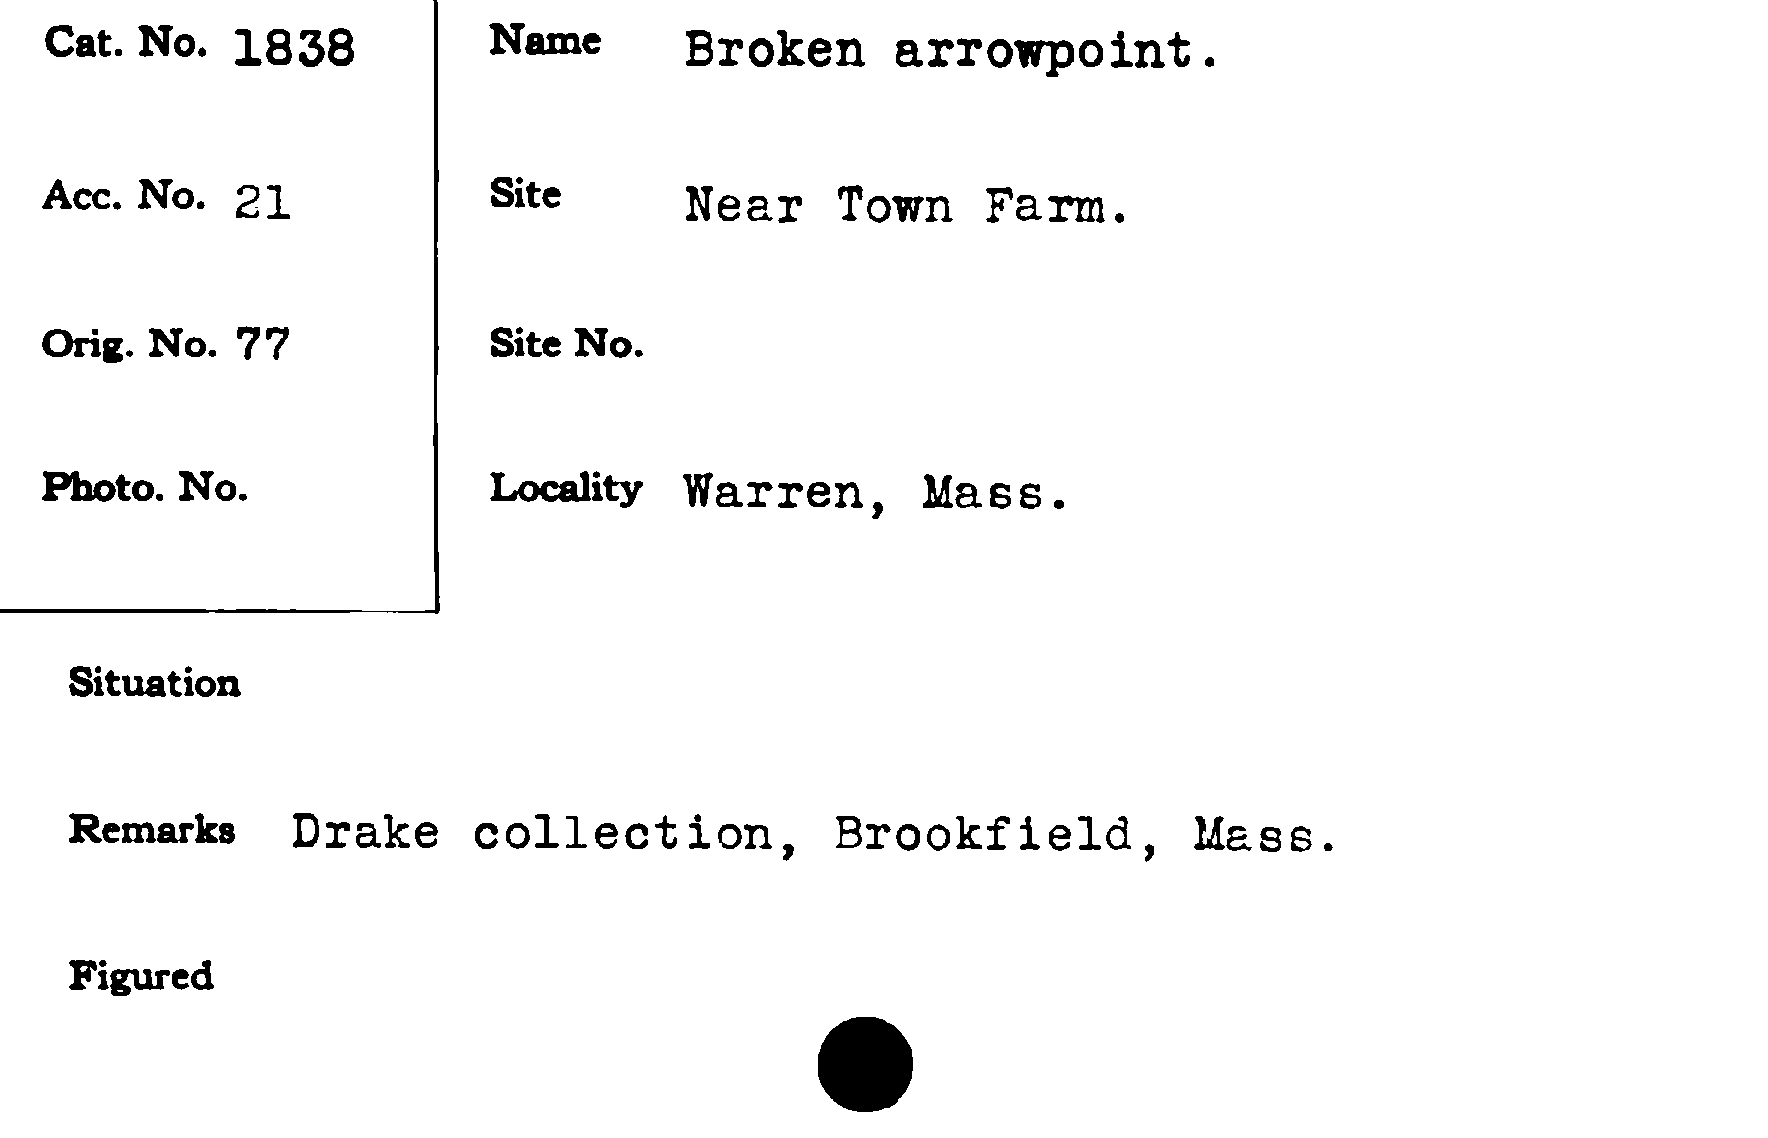 Cat. No. 1838
Name Broken arrowpoint.
Acc. No. 21
Site Near Town Farm.
Orig. No. 77
Site No.
Photo. No.
Locality Warren, Mass.
Situation
Remarks Drake collection, Brookfield, Mass.
Figured